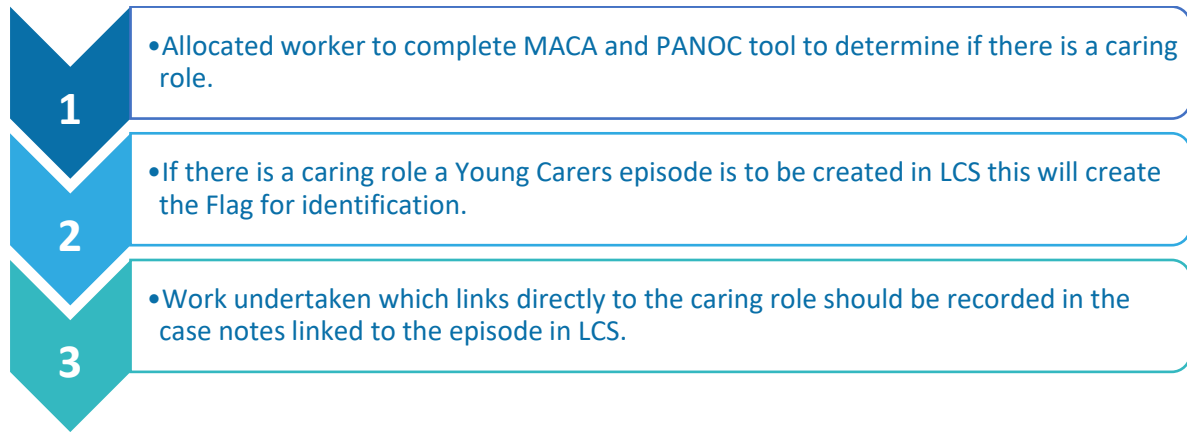 1
•Allocated worker to complete MACA and PANOC tool to determine if there is a caring
role.
2
•If there is a caring role a Young Carers episode is to be created in LCS this will create
the Flag for identification.
3
•Work undertaken which links directly to the caring role should be recorded in the
case notes linked to the episode in LCS.